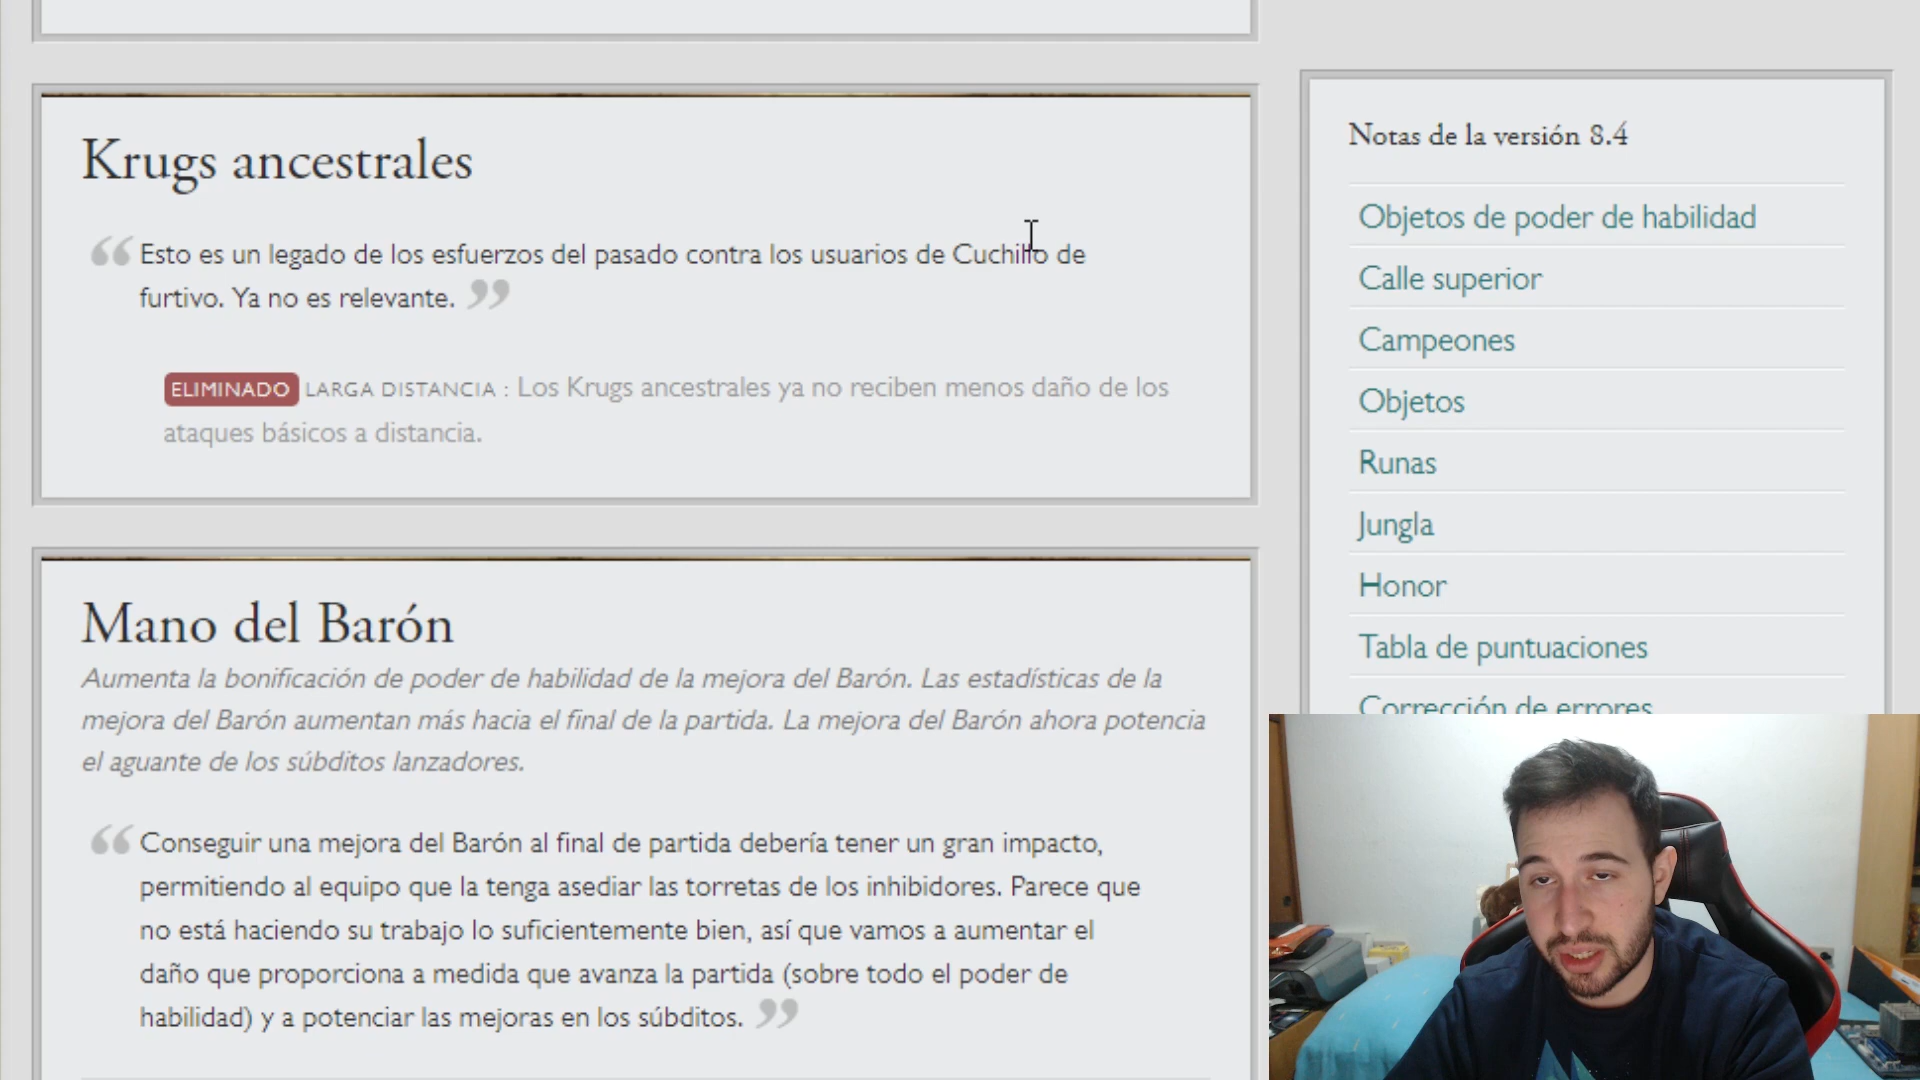 Krugs ancestrales
“ Esto es un legado de los esfuerzos del pasado contra los usuarios de Cuchillo de
furtivo. Ya no es relevante. ”
ELIMINADO LARGA DISTANCIA : Los Krugs ancestrales ya no reciben menos daño de los
ataques básicos a distancia.
Mano del Barón
Aumenta la bonificación de poder de habilidad de la mejora del Barón. Las estadísticas de la
mejora del Barón aumentan más hacia el final de la partida. La mejora del Barón ahora potencia
el aguante de los súbditos lanzadores.
“ Conseguir una mejora del Barón al final de partida debería tener un gran impacto,
permitiendo al equipo que la tenga asediar las torretas de los inhibidores. Parece que
no está haciendo su trabajo lo suficientemente bien, así que vamos a aumentar el
daño que proporciona a medida que avanza la partida (sobre todo el poder de
habilidad) y a potenciar las mejoras en los súbditos. ”
Notas de la versión 8.4
Objetos de poder de habilidad
Calle superior
Campeones
Objetos
Runas
Jungla
Honor
Tabla de puntuaciones
Corrección de errores